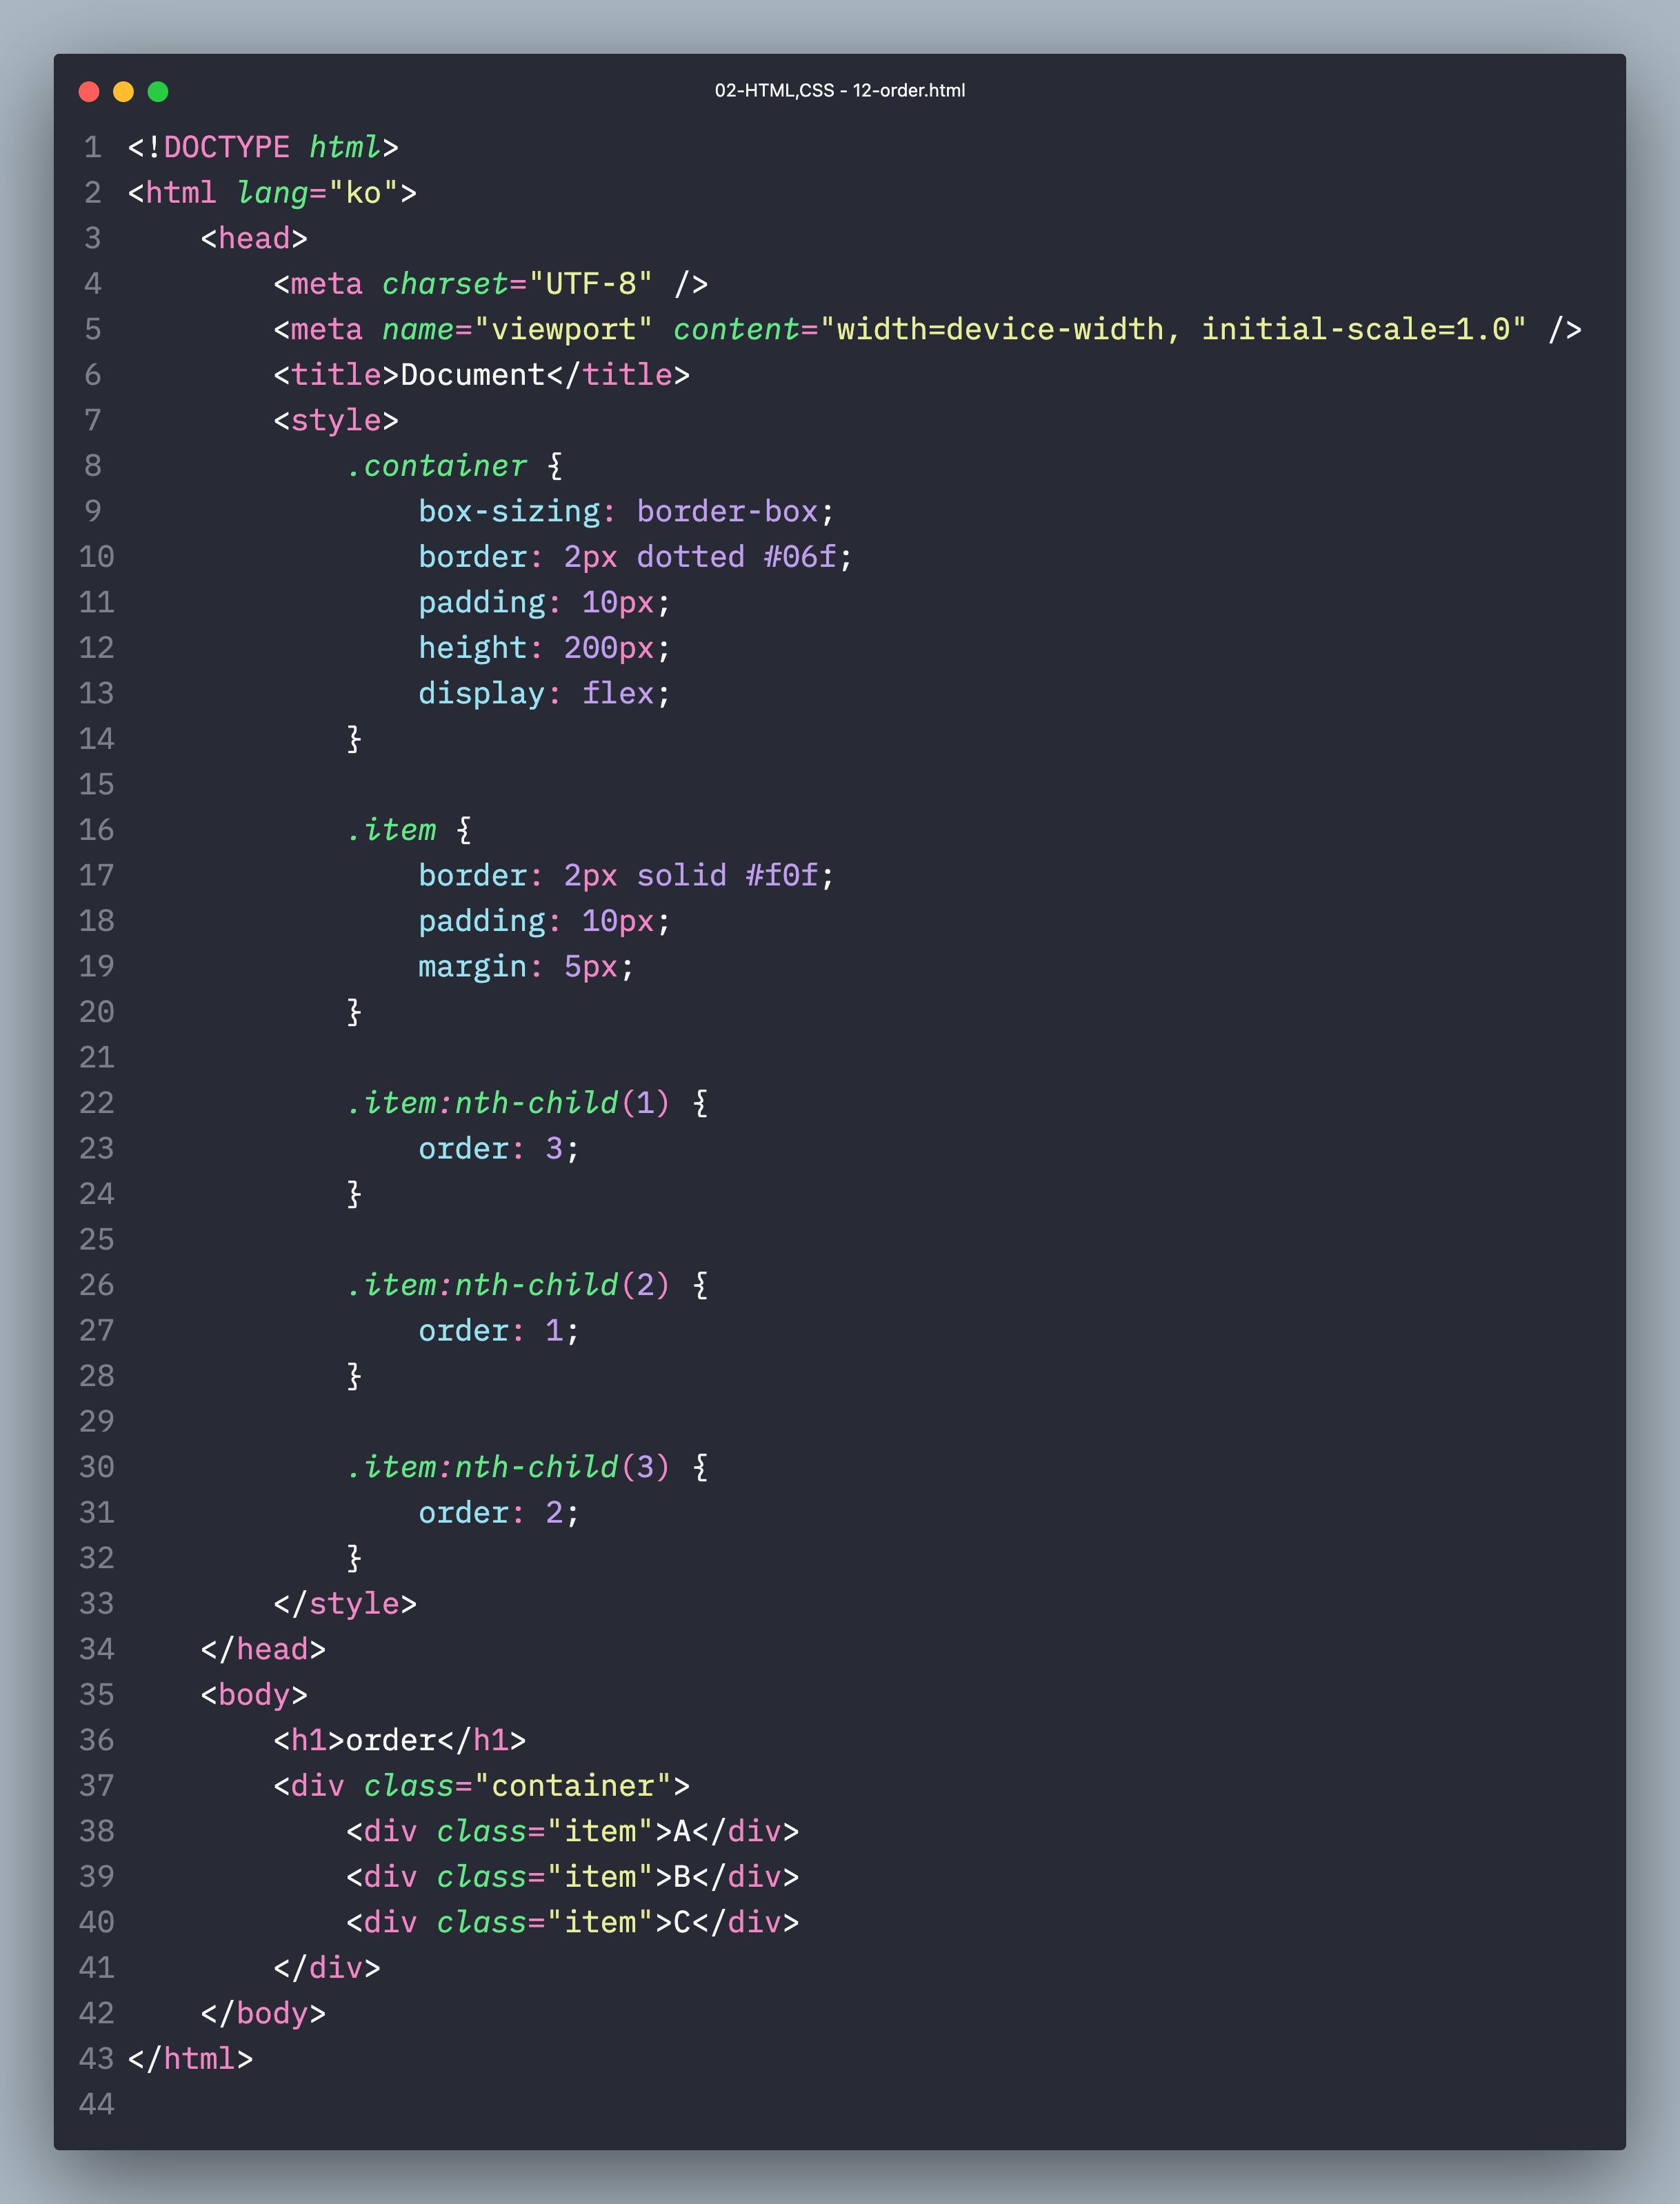 02-HTML,CSS - 12-order.html
1 <!DOCTYPE html>
2 <html lang="ko">
3     <head>
4         <meta charset="UTF-8" />
5         <meta name="viewport" content="width=device-width, initial-scale=1.0" />
6         <title>Document</title>
7         <style>
8             .container {
9                 box-sizing: border-box;
10                 border: 2px dotted #06f;
11                 padding: 10px;
12                 height: 200px;
13                 display: flex;
14             }
15
16             .item {
17                 border: 2px solid #f0f;
18                 padding: 10px;
19                 margin: 5px;
20             }
21
22             .item:nth-child(1) {
23                 order: 3;
24             }
25
26             .item:nth-child(2) {
27                 order: 1;
28             }
29
30             .item:nth-child(3) {
31                 order: 2;
32             }
33         </style>
34     </head>
35     <body>
36         <h1>order</h1>
37         <div class="container">
38             <div class="item">A</div>
39             <div class="item">B</div>
40             <div class="item">C</div>
41         </div>
42     </body>
43 </html>
44